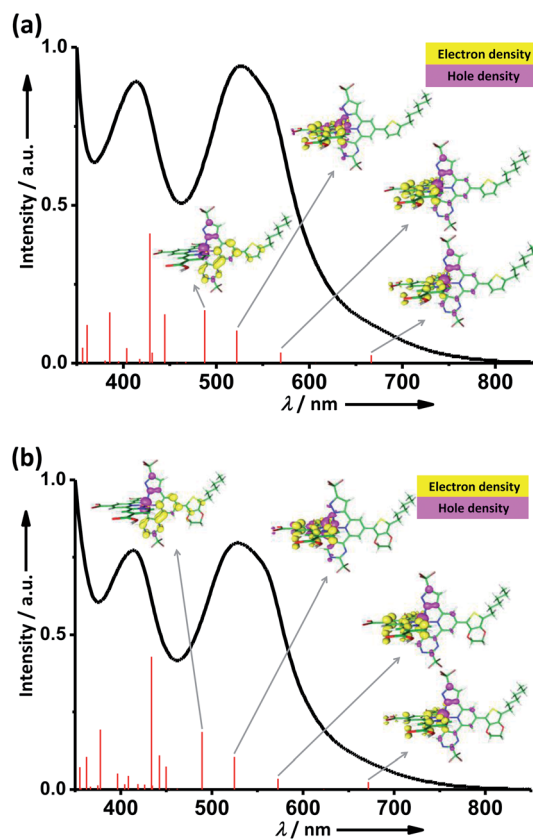 (a)
1.0
Electron density
Hole density
Intensity / a.u.
0.5
0.0
400 500 600 700 800
λ / nm
(b)
1.0
Electron density
Hole density
Intensity / a.u.
0.5
0.0
400 500 600 700 800
λ / nm